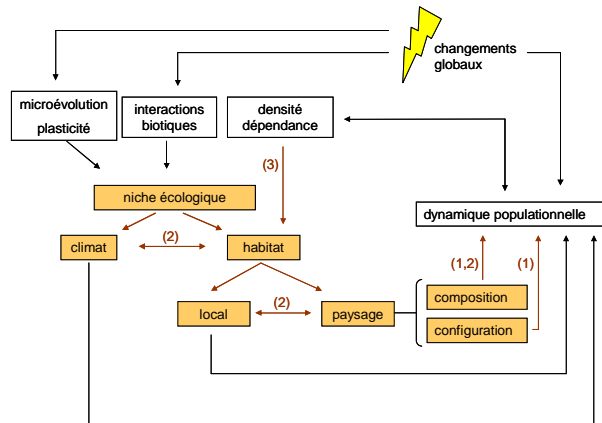 changements
globaux
microévolution
plasticité
interactions
biotiques
densité
dépendance
(3)
niche écologique
dynamique populationnelle
climat
(2)
habitat
(1,2)
(1)
composition
local
(2)
paysage
configuration